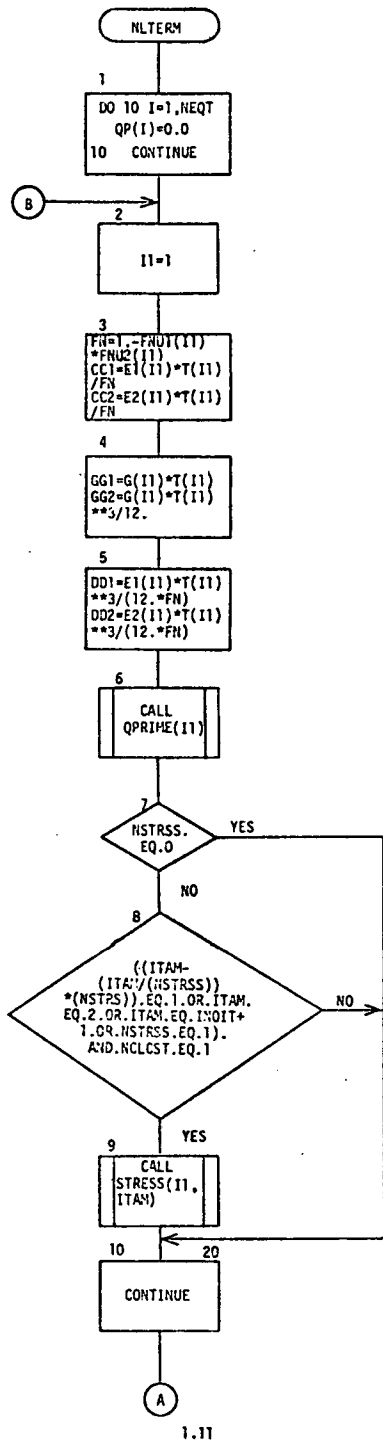 NLTERM
1
DO 10 I=1,NEQT
QP(I)=0.0
10 CONTINUE
B
2
I1=1
3
FN=1.-FNU1(I1)
*FNU2(I1)
CC1=E1(I1)*T(I1)
/FN
CC2=E2(I1)*T(I1)
/FN
4
GG1=G(I1)*T(I1)
GG2=G(I1)*T(I1)
**3/12.
5
DD1=E1(I1)*T(I1)
**3/(12.*FN)
DD2=E2(I1)*T(I1)
**3/(12.*FN)
6
CALL
QPRIME(I1)
7
NSTRSS.
EQ.0
YES
NO
8
((ITAM-
(ITAM/(NSTRSS))
*(NSTRS)).EQ.1.OR.ITAM.
EQ.2.OR.ITAM.EQ.INOIT+
1.OR.NSTRSS.EQ.1).
AND.NCLCST.EQ.1
NO
YES
9
CALL
STRESS(I1,
ITAM)
10 20
CONTINUE
A
1.11